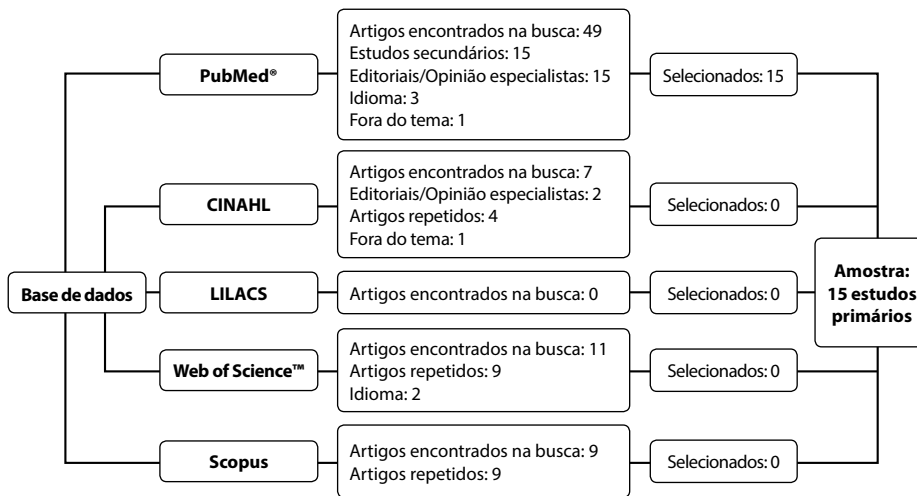 PubMed®
Artigos encontrados na busca: 49
Estudos secundários: 15
Editoriais/Opinião especialistas: 15
Idioma: 3
Fora do tema: 1
Selecionados: 15
CINAHL
Artigos encontrados na busca: 7
Editoriais/Opinião especialistas: 2
Artigos repetidos: 4
Fora do tema: 1
Selecionados: 0
Base de dados
LILACS
Artigos encontrados na busca: 0
Selecionados: 0
Amostra:
15 estudos
primários
Web of Science™
Artigos encontrados na busca: 11
Artigos repetidos: 9
Idioma: 2
Selecionados: 0
Scopus
Artigos encontrados na busca: 9
Artigos repetidos: 9
Selecionados: 0